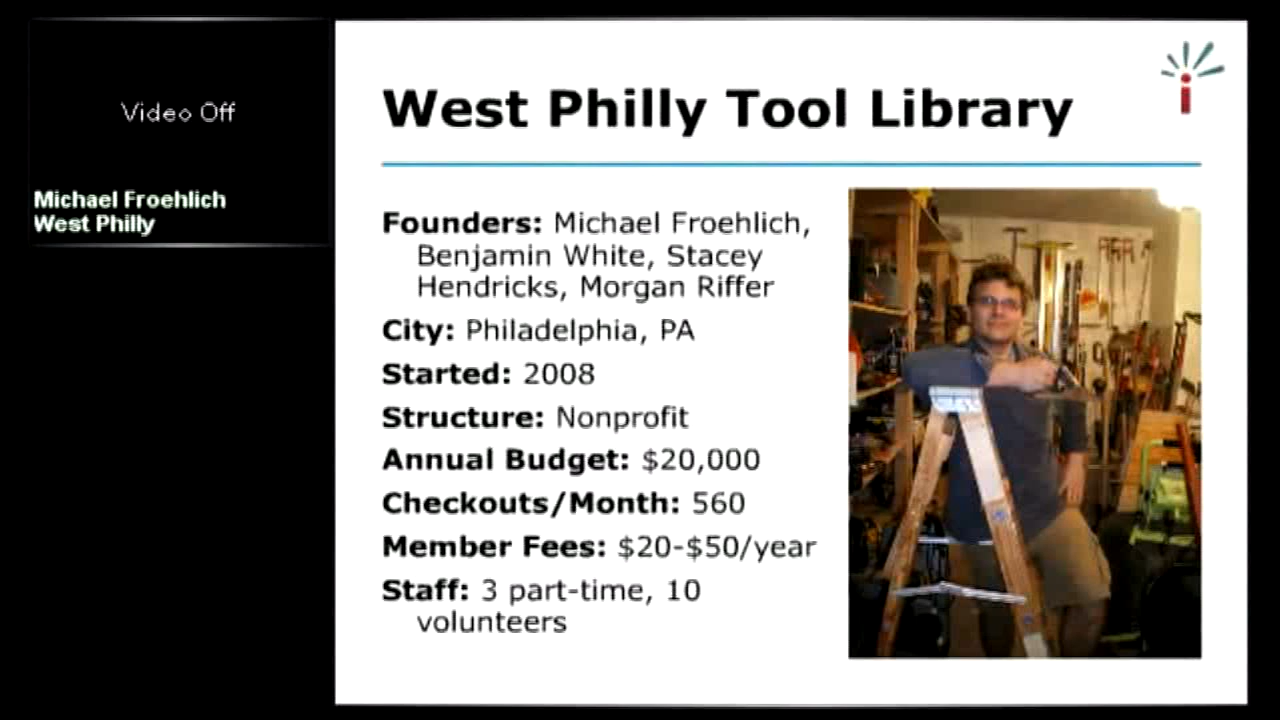 Video Off
Michael Froehlich
West Philly
West Philly Tool Library
Founders: Michael Froehlich,
Benjamin White, Stacey
Hendricks, Morgan Riffer
City: Philadelphia, PA
Started: 2008
Structure: Nonprofit
Annual Budget: $20,000
Checkouts/Month: 560
Member Fees: $20-$50/year
Staff: 3 part-time, 10
volunteers